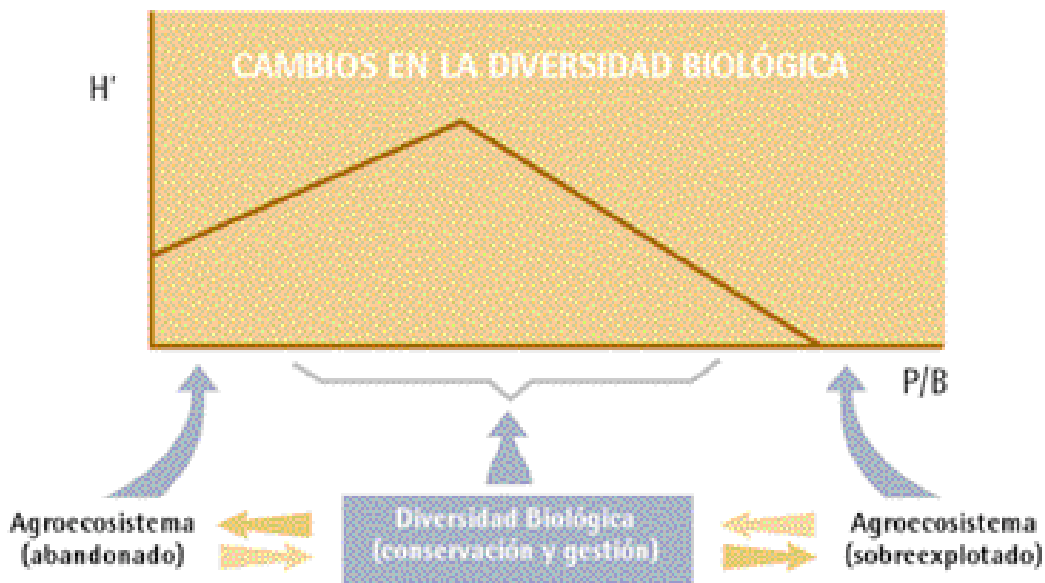 CAMBIOS EN LA DIVERSIDAD BIOLÓGICA
H'
P/B
Agroecosistema
(abandonado)
Diversidad Biológica
(conservación y gestión)
Agroecosistema
(sobreexplotado)